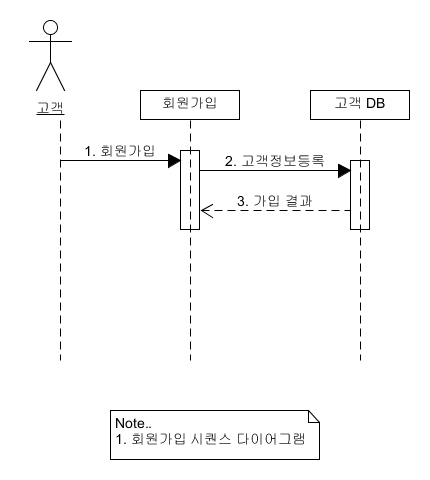 고객
회원가입
고객 DB
1. 회원가입
2. 고객정보등록
3. 가입 결과
Note..
1. 회원가입 시퀀스 다이어그램